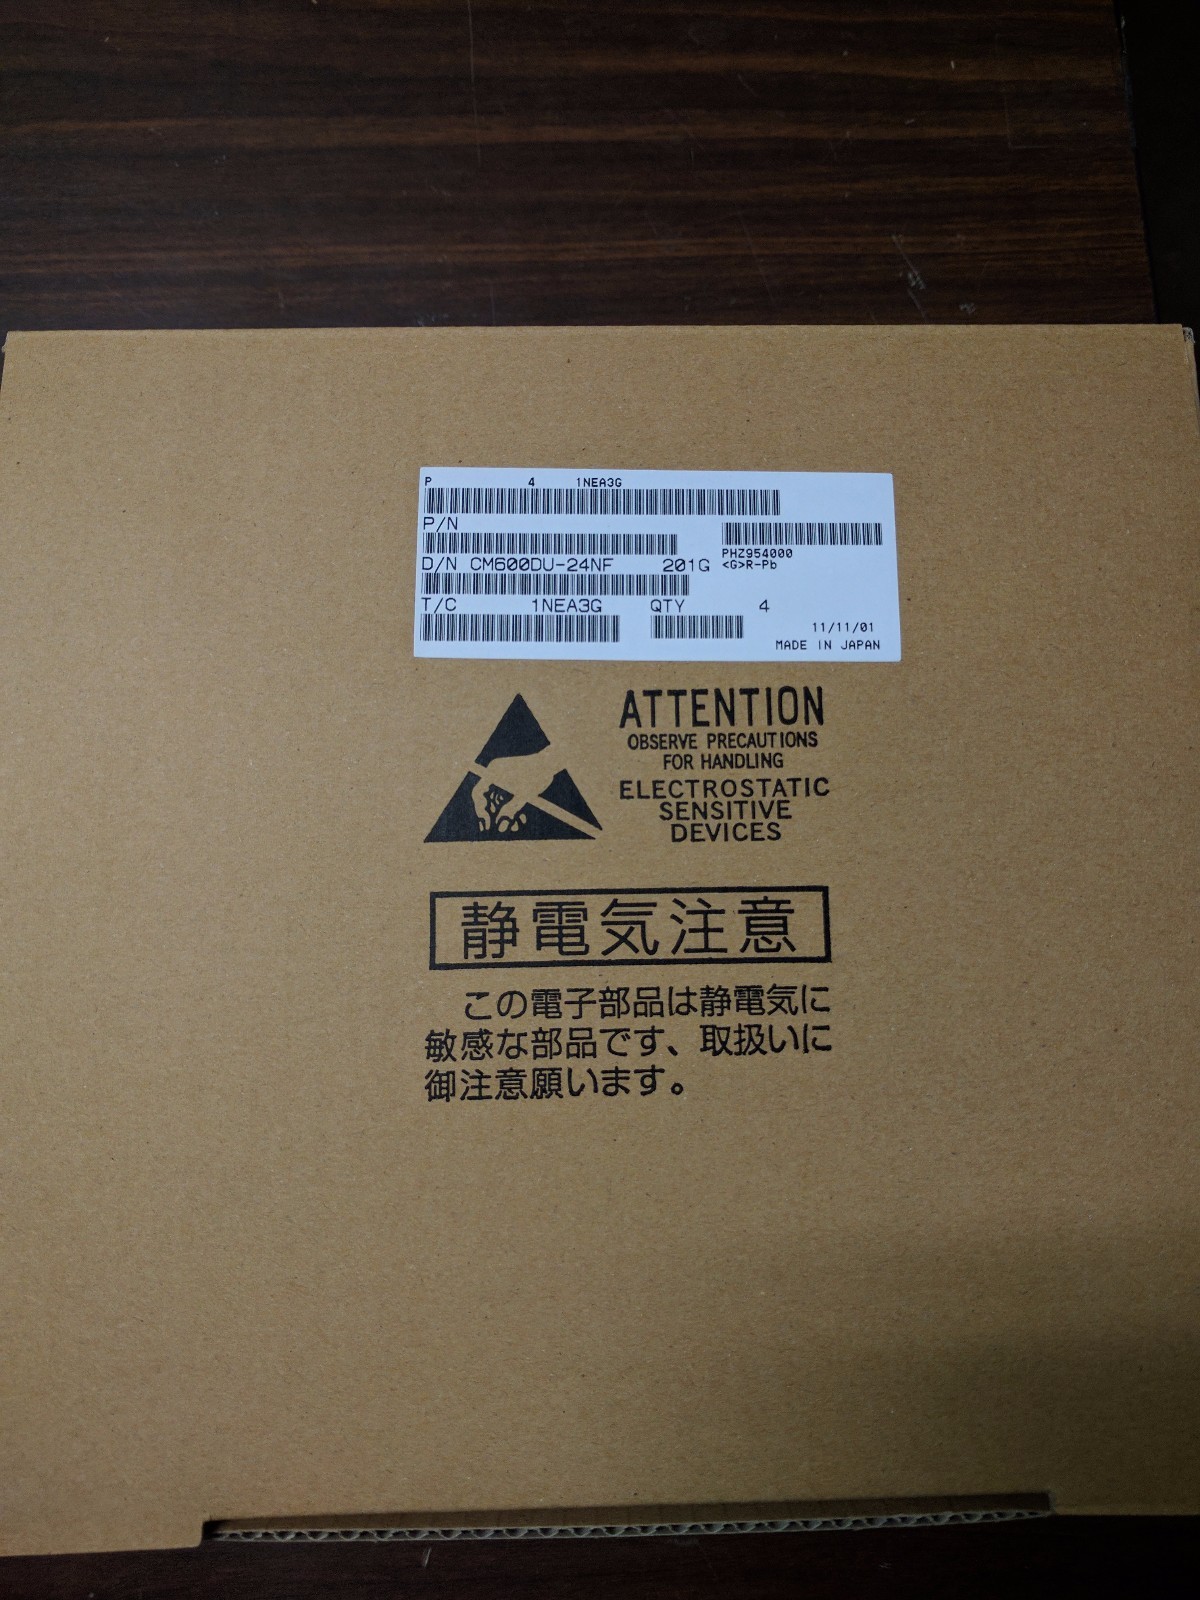 P 4 1NEA3G
P/N
PHZ954000
D/N CM600DU-24NF 201G <G>R-Pb
T/C 1NEA3G QTY 4
11/11/01
MADE IN JAPAN
ATTENTION
OBSERVE PRECAUTIONS
FOR HANDLING
ELECTROSTATIC
SENSITIVE
DEVICES
静電気注意
この電子部品は静電気に
敏感な部品です、取扱いに
御注意願います。